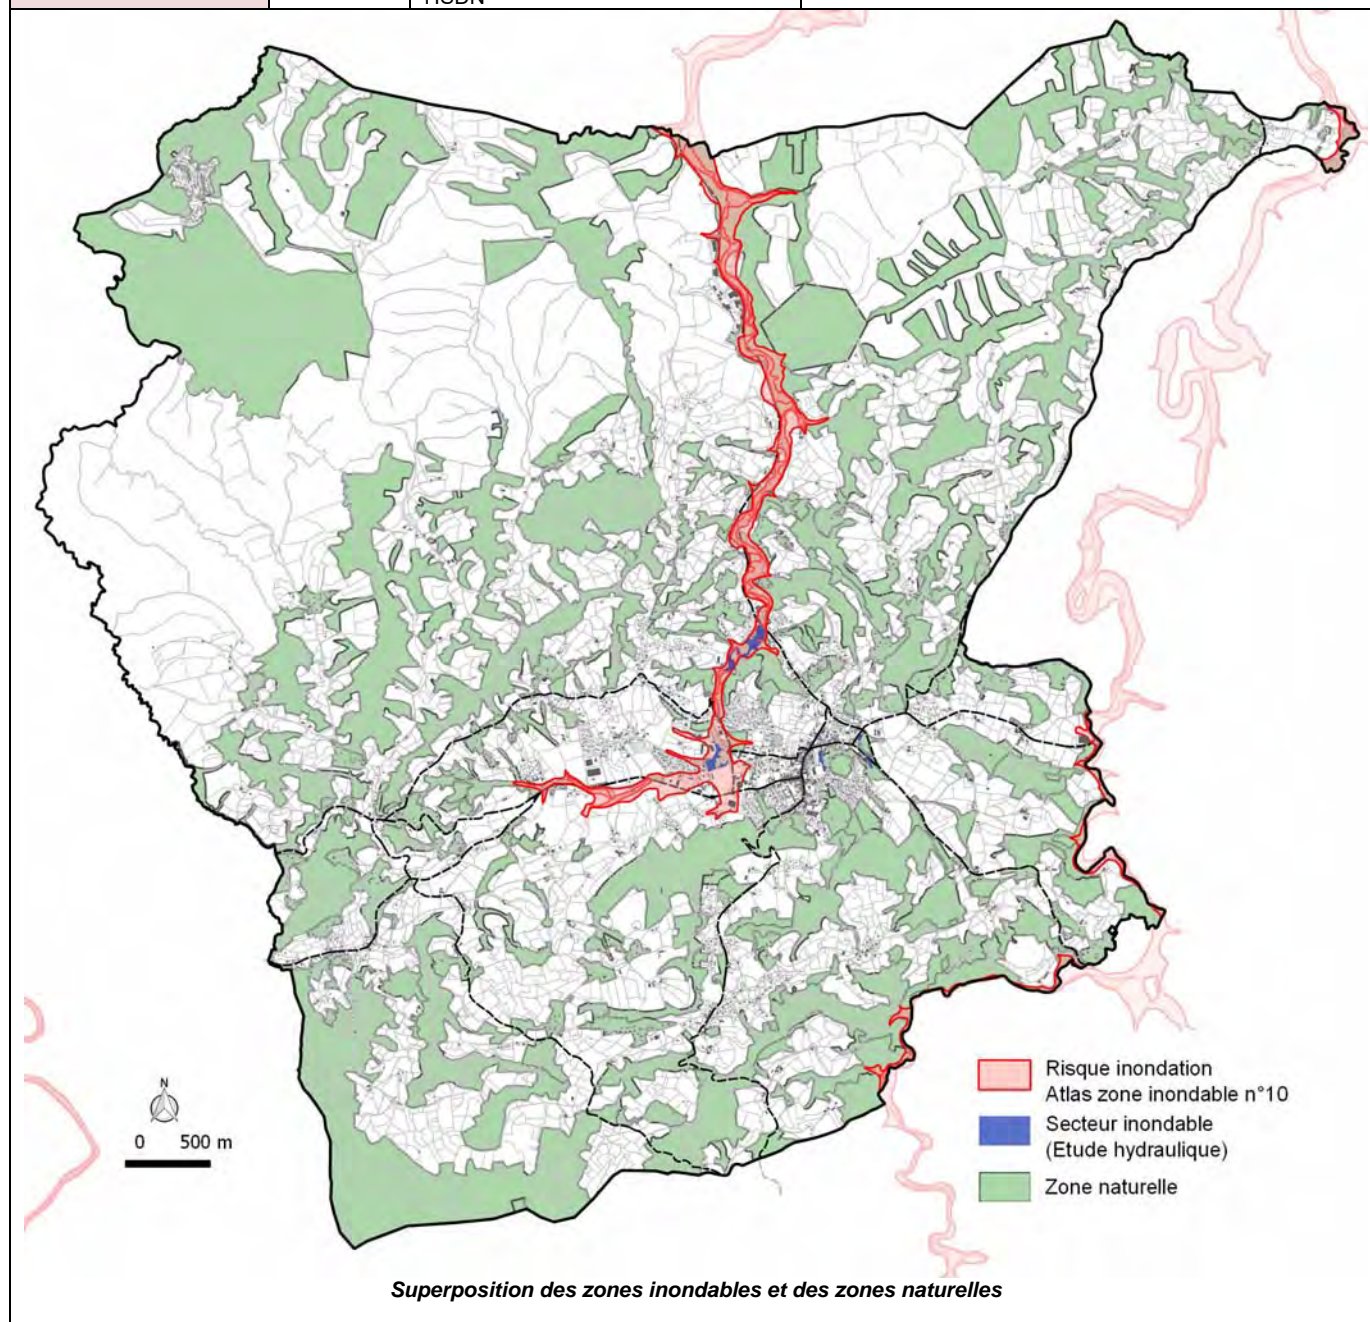 HSDN
N
0 500 m
Risque inondation
Atlas zone inondable n°10
Secteur inondable
(Etude hydraulique)
Zone naturelle
Superposition des zones inondables et des zones naturelles